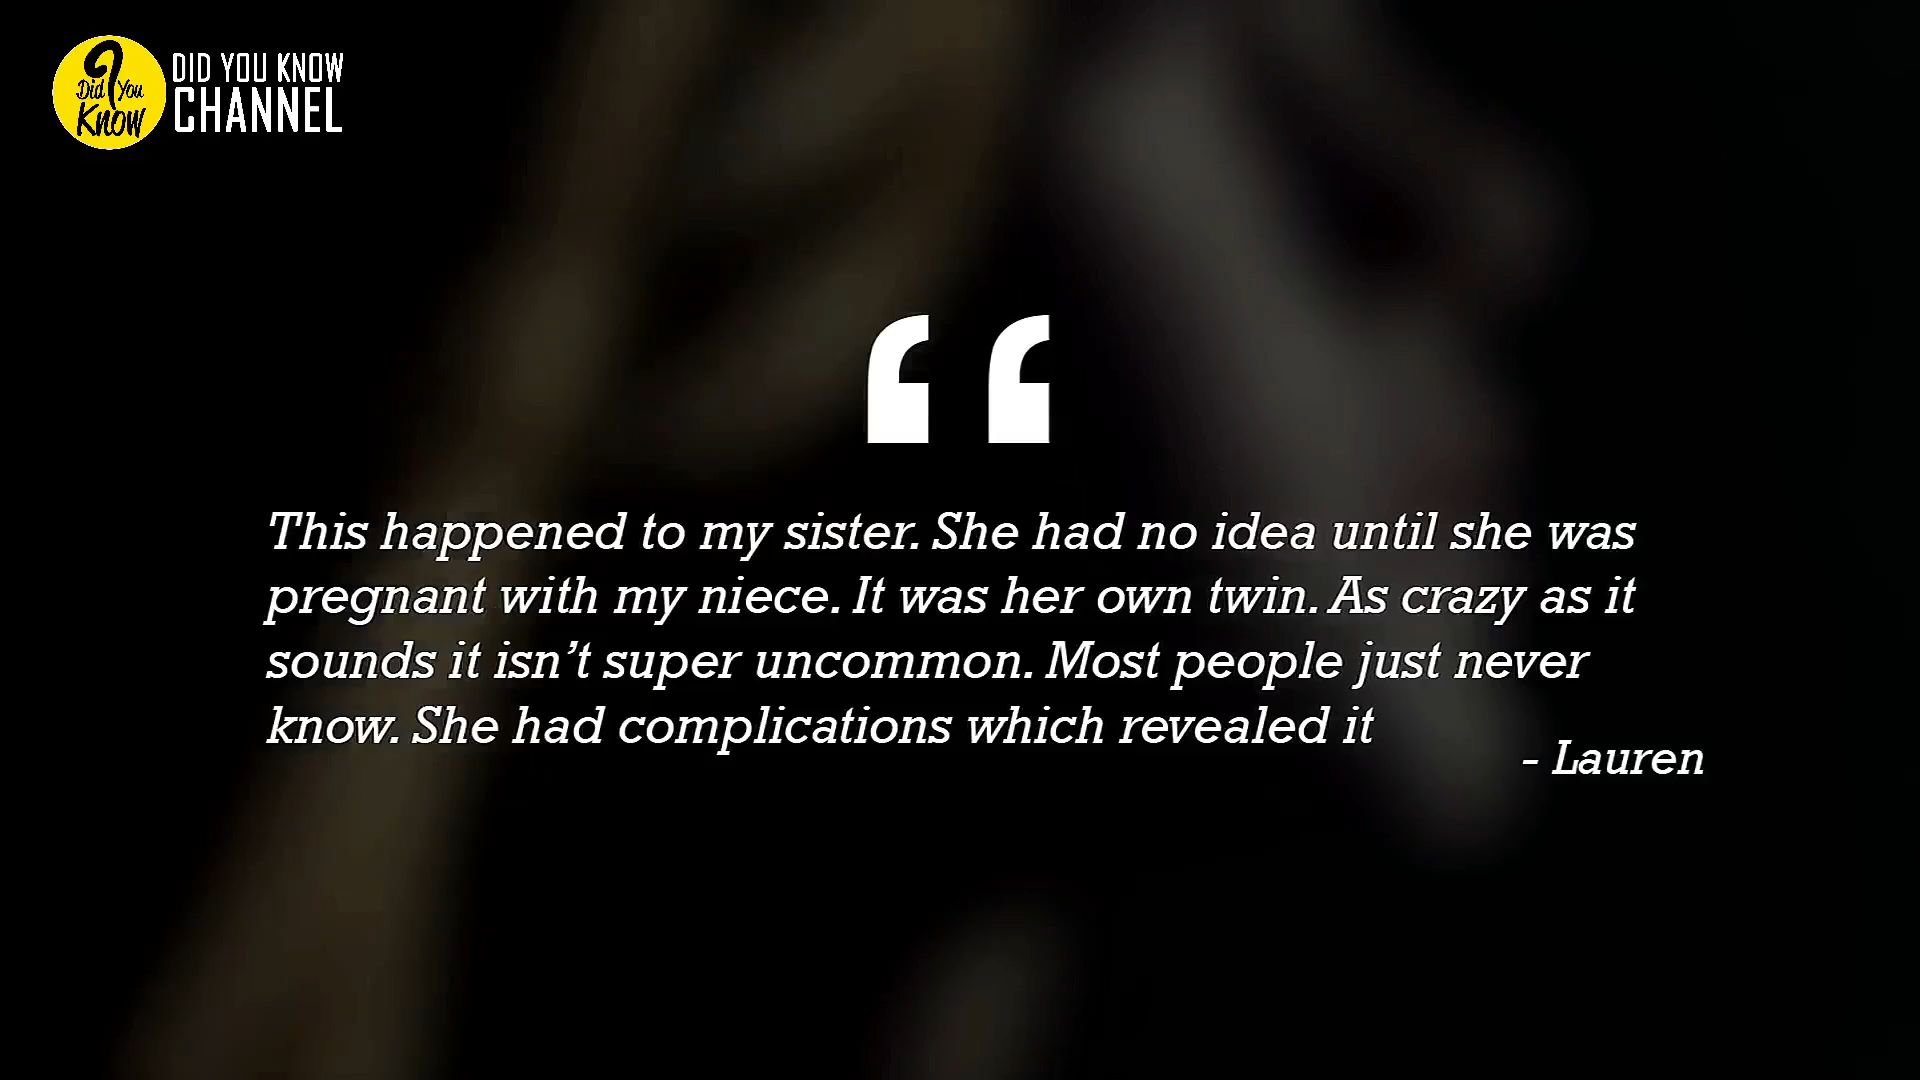 Did You
Know
DID YOU KNOW
CHANNEL
“
This happened to my sister. She had no idea until she was
pregnant with my niece. It was her own twin. As crazy as it
sounds it isn’t super uncommon. Most people just never
know. She had complications which revealed it
- Lauren